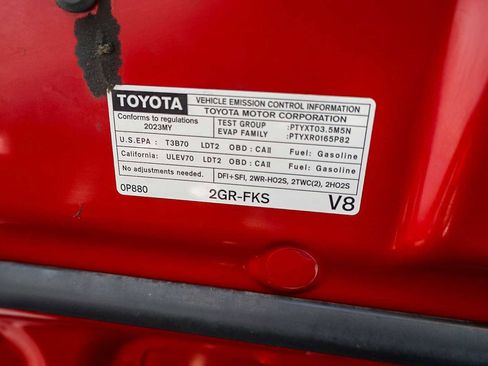 TOYOTA VEHICLE EMISSION CONTROL INFORMATION
TOYOTA MOTOR CORPORATION
Conforms to regulations
2023MY
TEST GROUP :PTYXT03.5M5N
EVAP FAMILY :PTYXR0165P82
U.S.EPA : T3B70 LDT2 OBD : CAII Fuel: Gasoline
California: ULEV70 LDT2 OBD : CAII Fuel: Gasoline
No adjustments needed.
DFI+SFI, 2WR-HO2S, 2TWC(2), 2HO2S
0P880 2GR-FKS V8